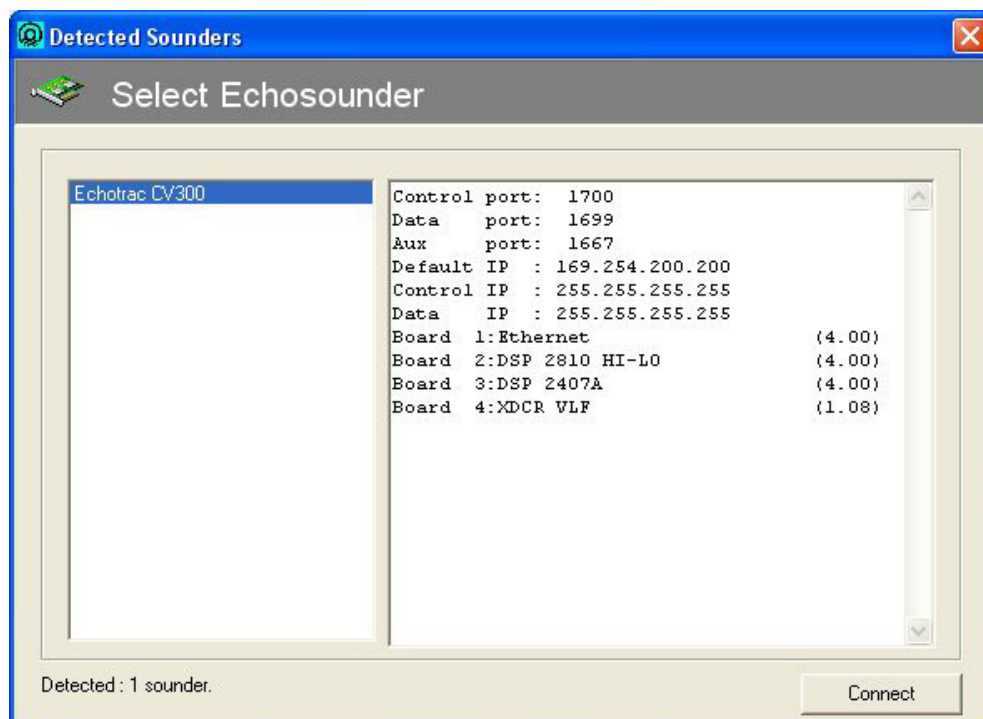 Detected Sounders
Select Echosounder
Echotrac CV300
Control port:  1700
Data    port:  1699
Aux     port:  1667
Default IP  : 169.254.200.200
Control IP  : 255.255.255.255
Data    IP  : 255.255.255.255
Board  1:Ethernet (4.00)
Board  2:DSP 2810 HI-LO (4.00)
Board  3:DSP 2407A (4.00)
Board  4:XDCR VLF (1.08)
Detected : 1 sounder.
Connect